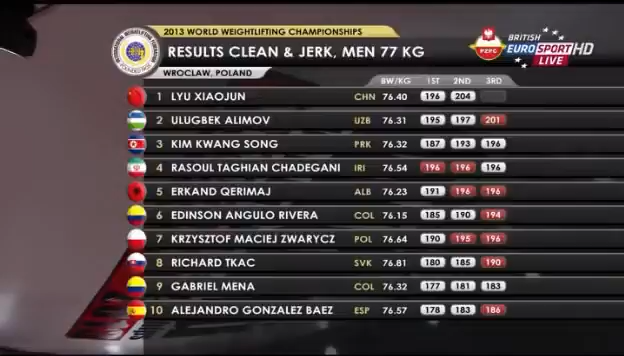 2013 WORLD WEIGHTLIFTING CHAMPIONSHIPS
RESULTS CLEAN & JERK, MEN 77 KG
WROCLAW, POLAND
PZPC
BRITISH
EUROSPORT HD
LIVE
BW/KG 1ST 2ND 3RD
1 LYU XIAOJUN CHN 76.40 196 204
2 ULUGBEK ALIMOV UZB 76.31 195 197 201
3 KIM KWANG SONG PRK 76.32 187 193 196
4 RASOUL TAGHIAN CHADEGANI IRI 76.54 196 196 196
5 ERKAND QERIMAJ ALB 76.23 191 196 196
6 EDINSON ANGULO RIVERA COL 76.15 185 190 194
7 KRZYSZTOF MACIEJ ZWARYCZ POL 76.64 190 195 196
8 RICHARD TKAC SVK 76.81 180 185 190
9 GABRIEL MENA COL 76.32 177 181 183
10 ALEJANDRO GONZALEZ BAEZ ESP 76.57 178 183 186